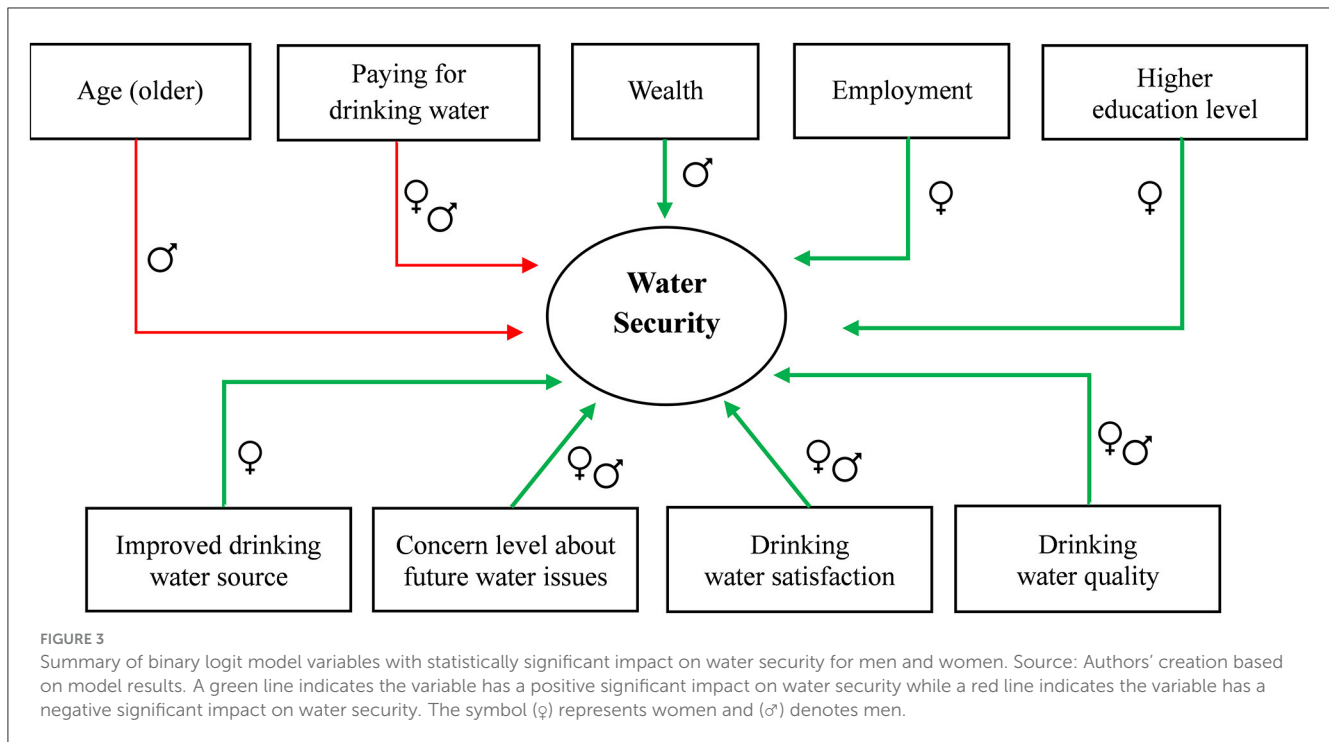 Age (older)
Paying for
drinking water
Wealth
Employment
Higher
education level
♀
♂
♂
♀
♀
♂
Water
Security
♀
♀
♂
♀
♂
♀
♂
Improved drinking
water source
Concern level about
future water issues
Drinking
water satisfaction
Drinking
water quality
FIGURE 3
Summary of binary logit model variables with statistically significant impact on water security for men and women. Source: Authors' creation based
on model results. A green line indicates the variable has a positive significant impact on water security while a red line indicates the variable has a
negative significant impact on water security. The symbol (♀) represents women and (♂) denotes men.